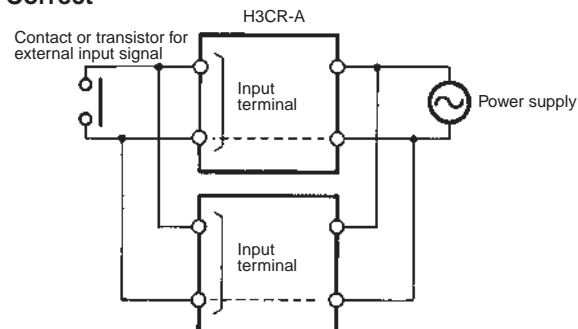 Correct
H3CR-A
Contact or transistor for
external input signal
Input
terminal
Power supply
Input
terminal